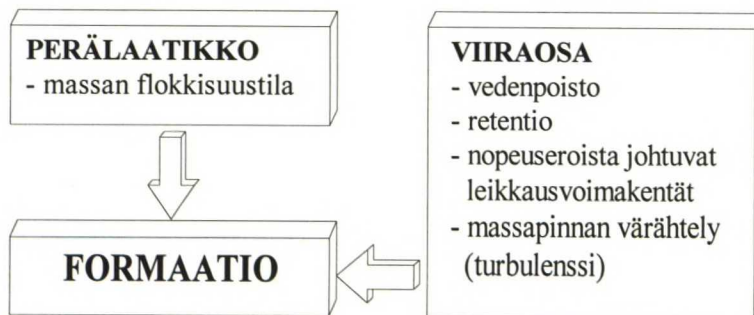 PERÄLAATIKKO
- massan flokkisuustila
FORMAATIO
VIIRAOSA
- vedenpoisto
- retentio
- nopeuseroista johtuvat
leikkausvoimakentät
- massapinnan värähtely
(turbulenssi)